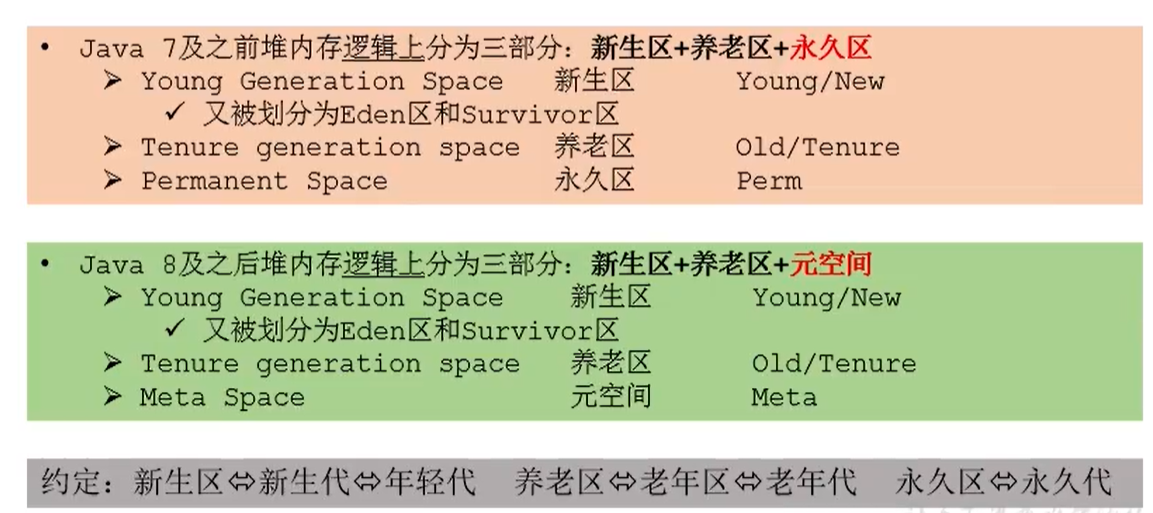 • Java 7及之前堆内存逻辑上分为三部分：新生区+养老区+永久区
➤ Young Generation Space 新生区 Young/New
✓ 又被划分为Eden区和Survivor区
➤ Tenure generation space 养老区 Old/Tenure
➤ Permanent Space 永久区 Perm
• Java 8及之后堆内存逻辑上分为三部分：新生区+养老区+元空间
➤ Young Generation Space 新生区 Young/New
✓ 又被划分为Eden区和Survivor区
➤ Tenure generation space 养老区 Old/Tenure
➤ Meta Space 元空间 Meta
约定：新生区⇔新生代⇔年轻代 养老区⇔老年区⇔老年代 永久区⇔永久代